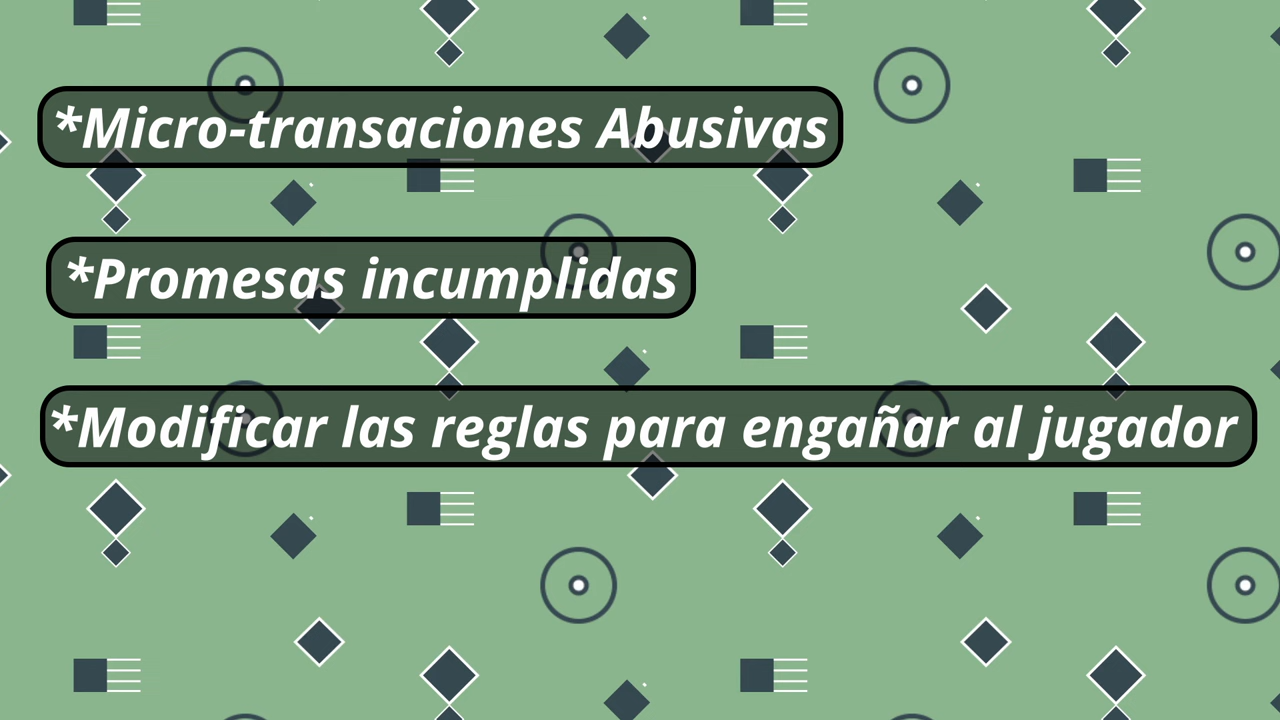 *Micro-transaciones Abusivas
*Promesas incumplidas
*Modificar las reglas para engañar al jugador